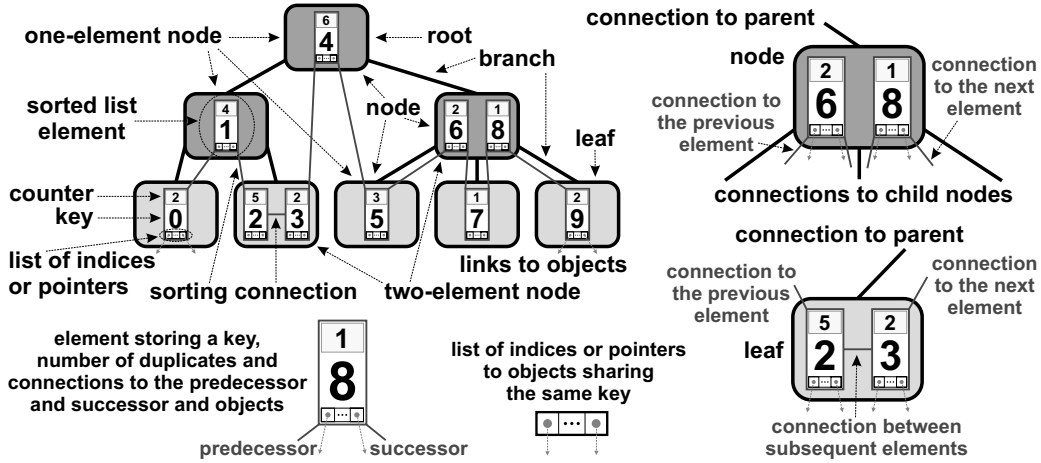 one-element node
6
4
root
branch
sorted list
element
4
1
node
2
6
1
8
leaf
counter
key
2
0
5
2
2
3
3
5
1
7
2
9
list of indices
or pointers
sorting connection
two-element node
links to objects
element storing a key,
number of duplicates and
connections to the predecessor
and successor and objects
1
8
predecessor
successor
list of indices or pointers
to objects sharing
the same key
...
connection to parent
node
2
6
1
8
...
...
connection to
the previous
element
connection
to the next
element
connections to child nodes
connection to parent
connection to
the previous
element
connection
to the next
element
leaf
5
2
2
3
...
...
connection between
subsequent elements